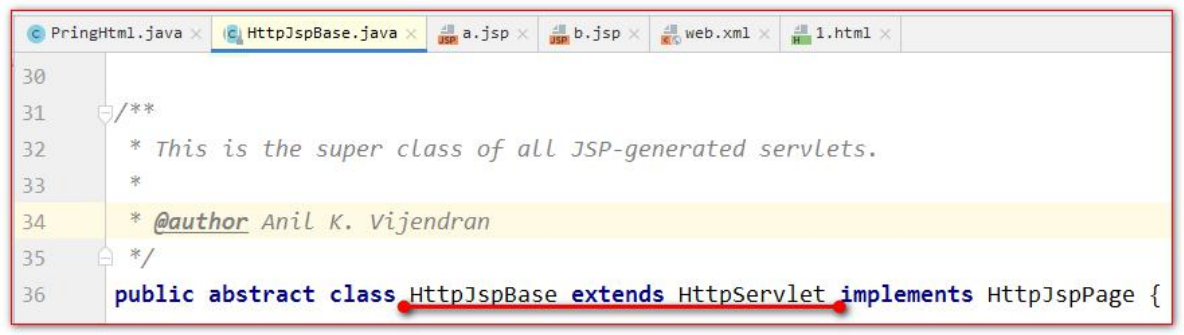 PringHtml.java HttpJspBase.java a.jsp b.jsp web.xml 1.html
30
31 /**
32 * This is the super class of all JSP-generated servlets.
33 *
34 * @author Anil K. Vijendran
35 */
36 public abstract class HttpJspBase extends HttpServlet implements HttpJspPage {